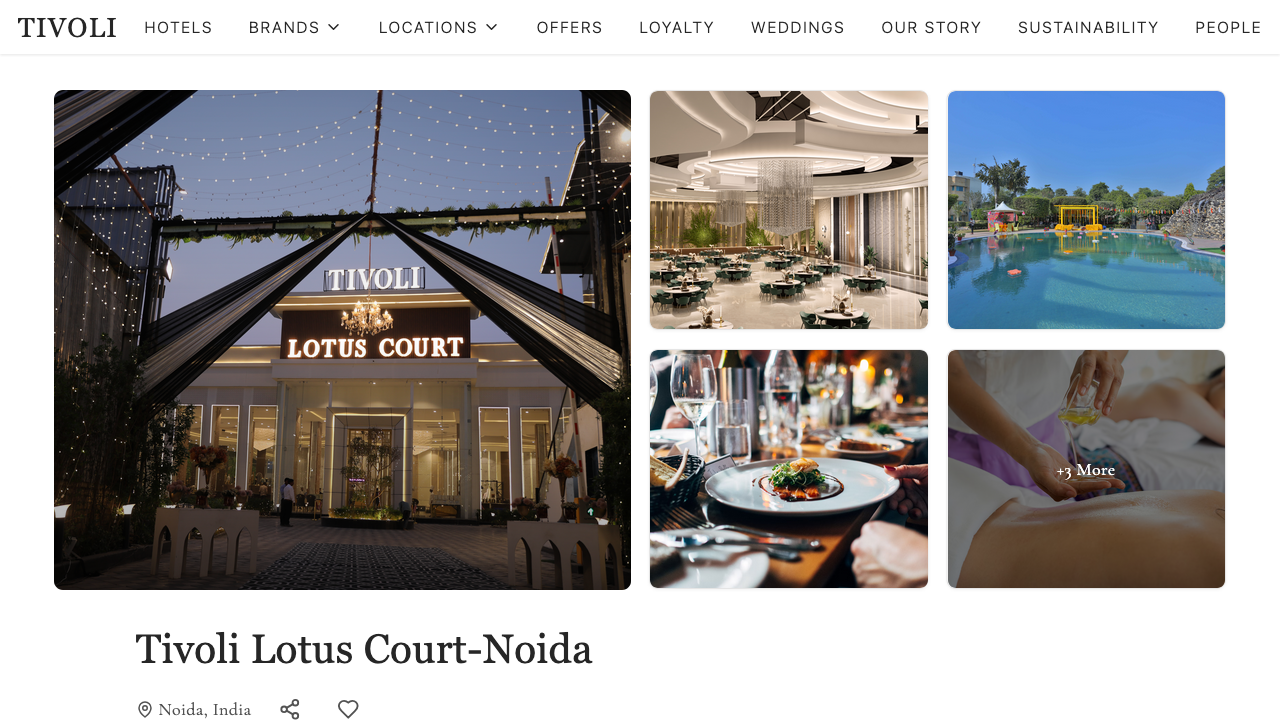 TIVOLI HOTELS BRANDS LOCATIONS OFFERS LOYALTY WEDDINGS OUR STORY SUSTAINABILITY PEOPLE
TIVOLI
LOTUS COURT
+3 More
Tivoli Lotus Court-Noida
Noida, India